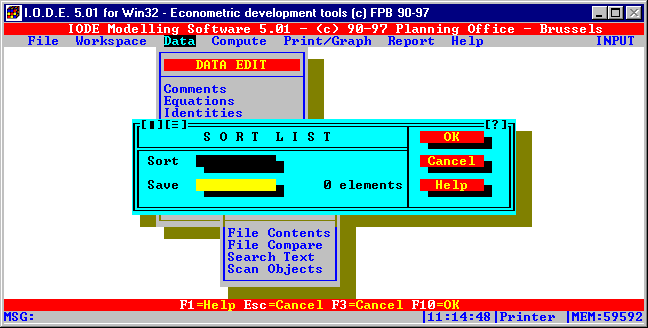 I.O.D.E. 5.01 for Win32 - Econometric development tools (c) FPB 90-97
IODE Modelling Software 5.01 - (c) 90-97 Planning Office - Brussels
File Workspace Data Compute Print/Graph Report Help INPUT
DATA EDIT
Comments
Equations
Identities
[?]
SORT LIST
OK
Sort
Cancel
Save 0 elements
Help
File Contents
File Compare
Search Text
Scan Objects
F1=Help Esc=Cancel F3=Cancel F10=OK
MSG: |11:14:48|Printer |MEM:59592